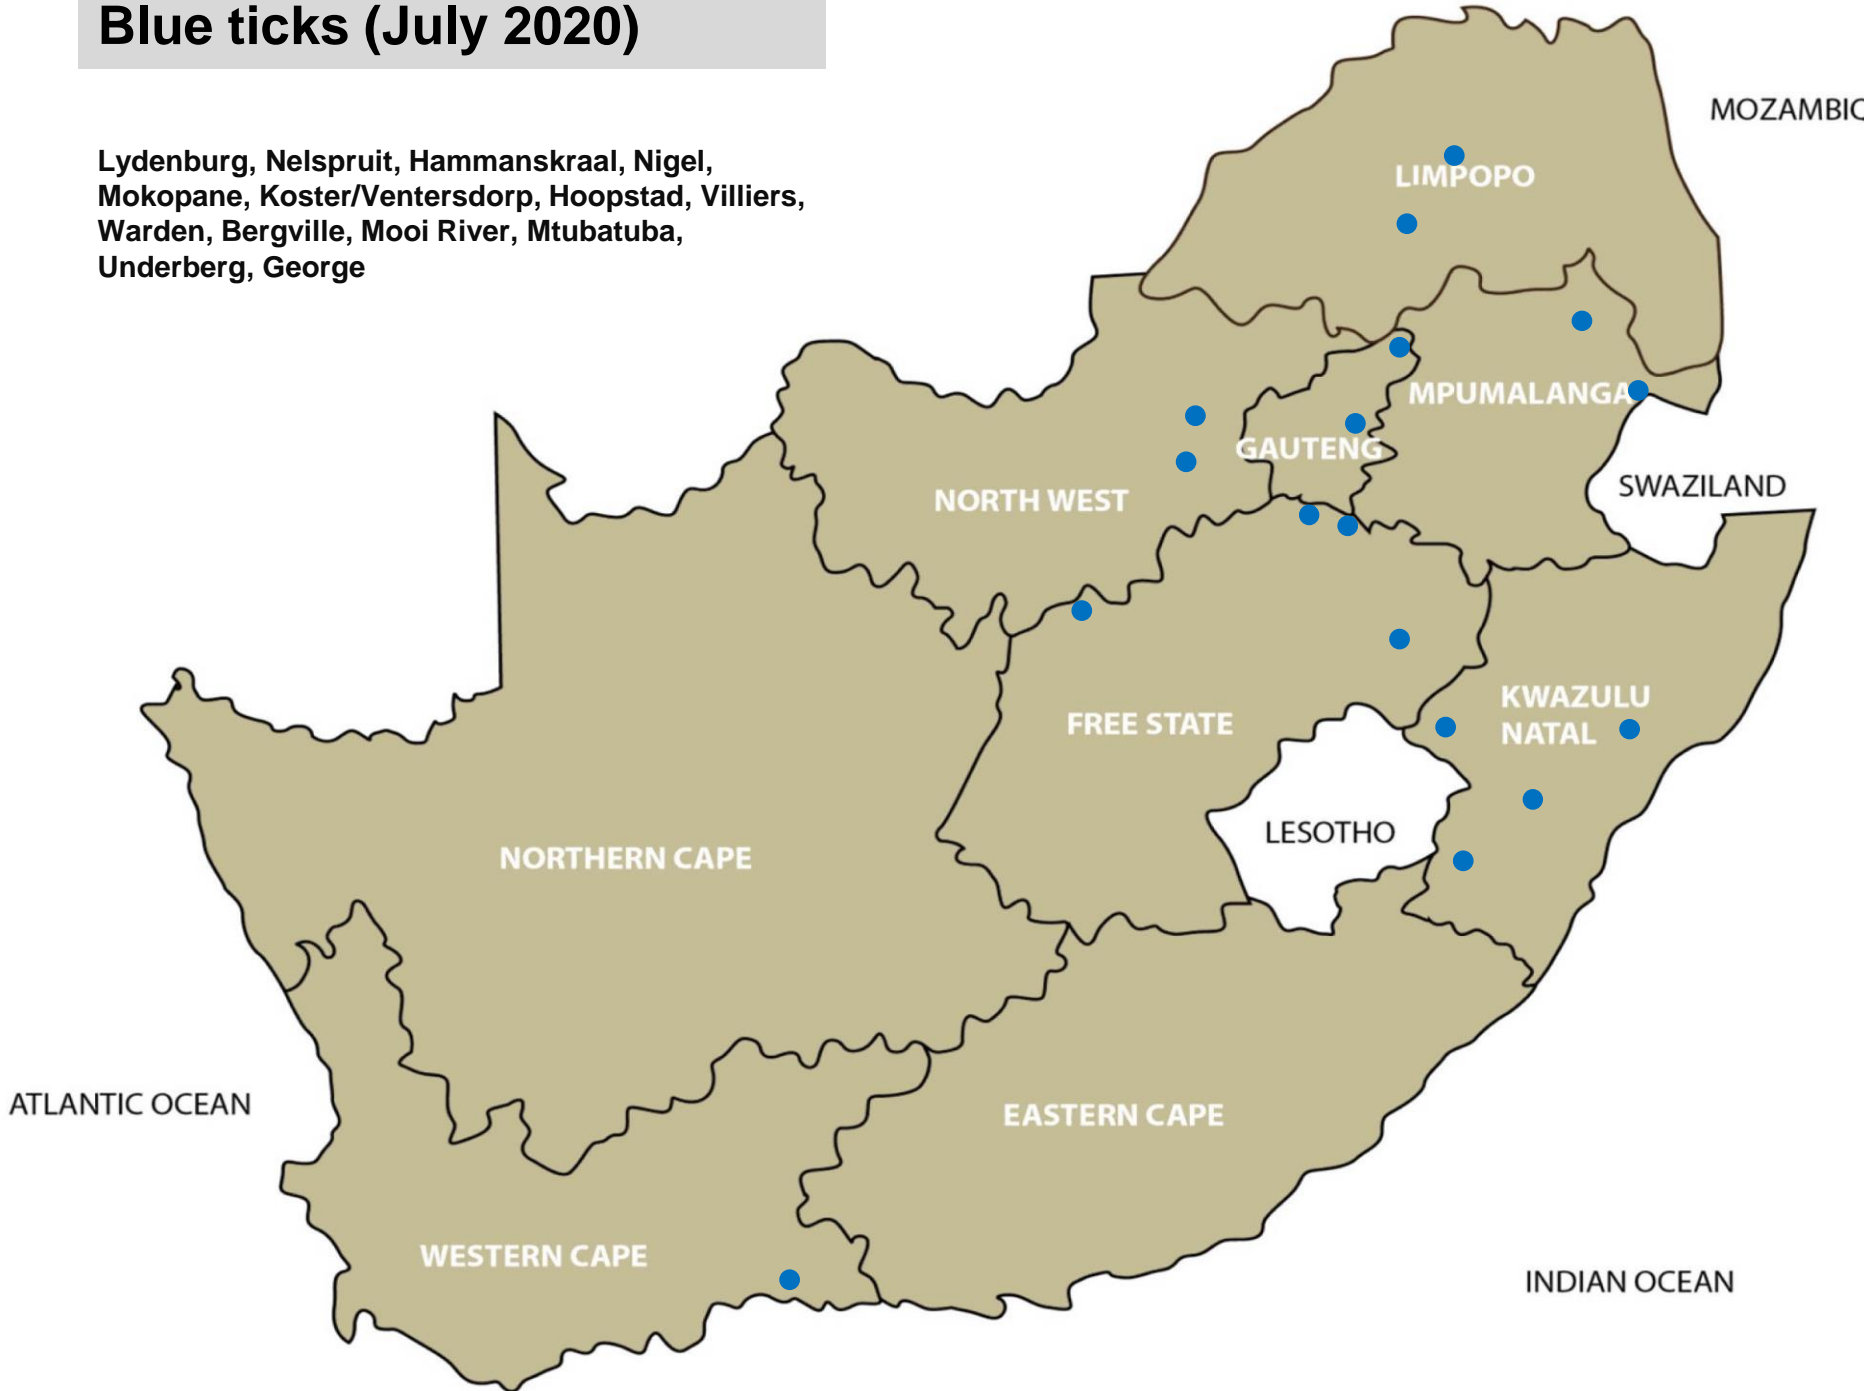 Blue ticks (July 2020)
Lydenburg, Nelspruit, Hammanskraal, Nigel,
Mokopane, Koster/Ventersdorp, Hoopstad, Villiers,
Warden, Bergville, Mooi River, Mtubatuba,
Underberg, George
MOZAMBIQ
LIMPOPO
MPUMALANGA
GAUTENG
SWAZILAND
NORTH WEST
KWAZULU
NATAL
FREE STATE
LESOTHO
NORTHERN CAPE
ATLANTIC OCEAN
EASTERN CAPE
WESTERN CAPE
INDIAN OCEAN